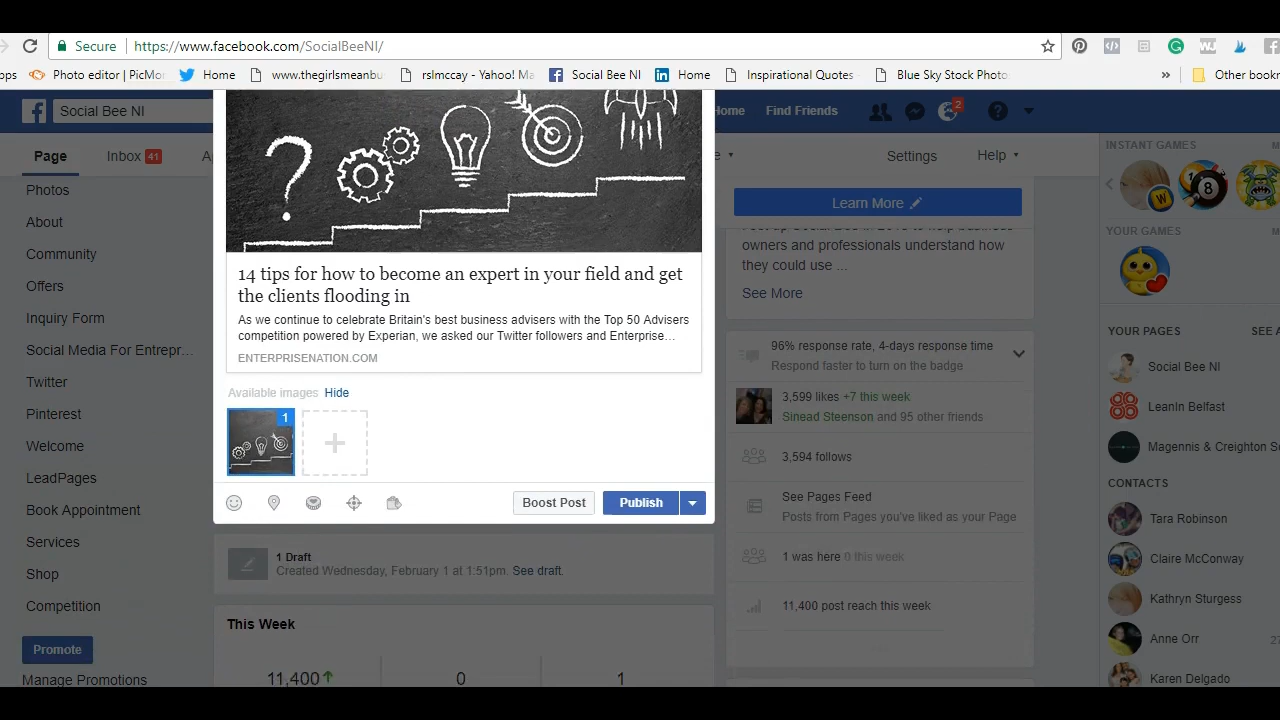 Secure
https://www.facebook.com/SocialBeeNI/
Photo editor | PicMo
Home
www.thegirlsmeanbu
rslmccay - Yahoo! Ma
Social Bee NI
Home
Inspirational Quotes
Blue Sky Stock Photo
»
Other bookm
Social Bee NI
Home
Find Friends
2
Page
Inbox 41
Settings
Help
Photos
About
Community
Offers
Inquiry Form
Social Media For Entrepr...
Twitter
Pinterest
Welcome
LeadPages
Book Appointment
Services
Shop
Competition
Promote
Manage Promotions
?
14 tips for how to become an expert in your field and get
the clients flooding in
As we continue to celebrate Britain's best business advisers with the Top 50 Advisers
competition powered by Experian, we asked our Twitter followers and Enterprise...
ENTERPRISENATION.COM
Available images Hide
1
Boost Post
Publish
1 Draft
Created Wednesday, February 1 at 1:51pm. See draft.
This Week
11,400
0
1
Learn More
owners and professionals understand how
they could use ...
See More
96% response rate, 4-days response time
Respond faster to turn on the badge
3,599 likes +7 this week
Sinead Steenson and 95 other friends
3,594 follows
See Pages Feed
Posts from Pages you've liked as your Page
1 was here 0 this week
11,400 post reach this week
INSTANT GAMES
W
8
YOUR GAMES
YOUR PAGES
SEE A
Social Bee NI
LeanIn Belfast
Magennis & Creighton So
CONTACTS
Tara Robinson
Claire McConway
Kathryn Sturgess
Anne Orr
Karen Delgado